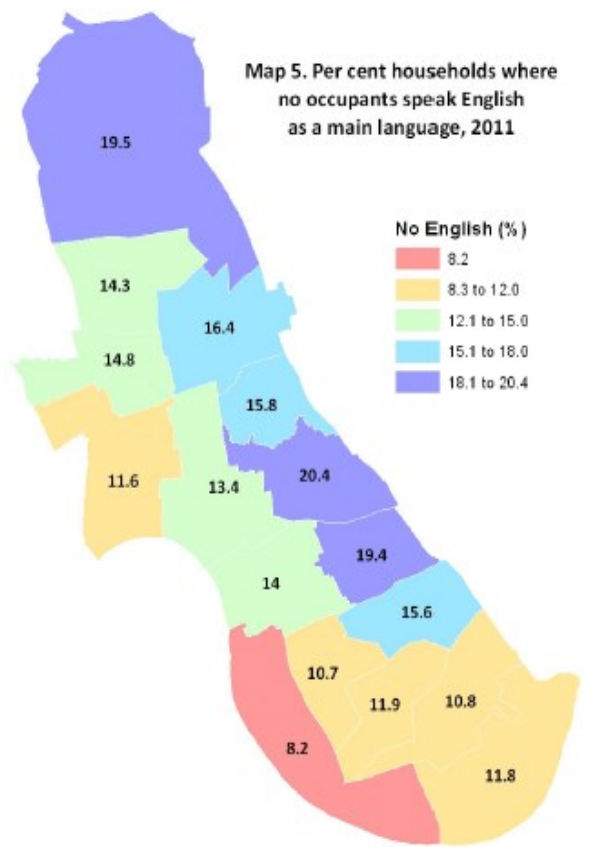 Map 5. Per cent households where
no occupants speak English
as a main language, 2011
19.5
No English (%)
8.2
8.3 to 12.0
12.1 to 15.0
15.1 to 18.0
18.1 to 20.4
14.3
16.4
14.8
15.8
11.6
13.4
20.4
19.4
14
15.6
10.7
11.9
10.8
8.2
11.8